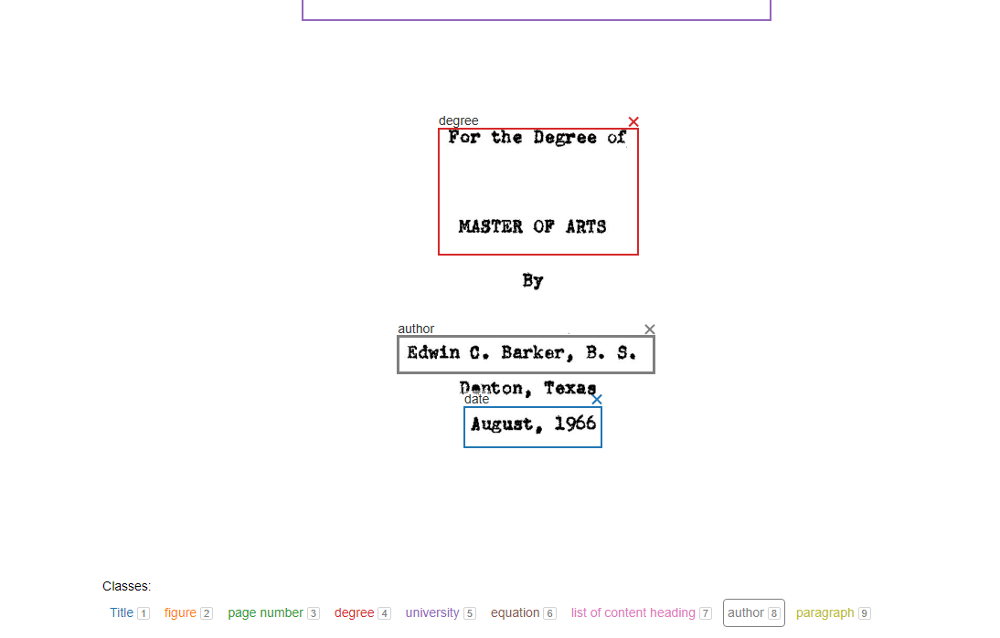 degree
For the Degree of
MASTER OF ARTS
By
author
Edwin C. Barker, B. S.
Denton, Texas
date
August, 1966
Classes:
Title 1 figure 2 page number 3 degree 4 university 5 equation 6 list of content heading 7 author 8 paragraph 9